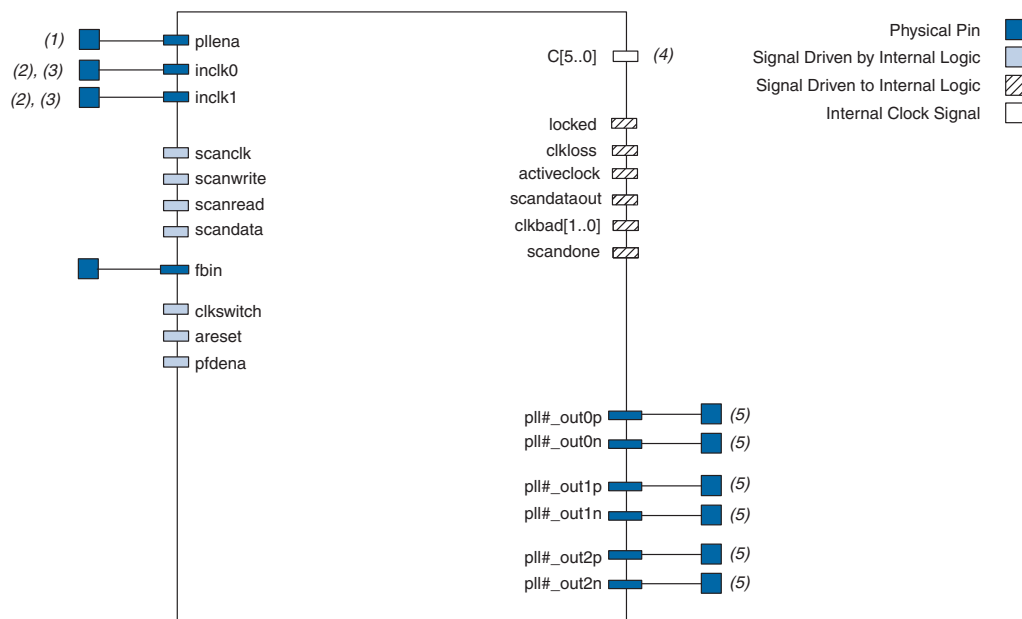 (1) pllena
(2), (3) inclk0
(2), (3) inclk1
scanclk
scanwrite
scanread
scandata
fbin
clkswitch
areset
pfdena
C[5..0] (4)
locked
clkloss
activeclock
scandataout
clkbad[1..0]
scandone
pll#_out0p (5)
pll#_out0n (5)
pll#_out1p (5)
pll#_out1n (5)
pll#_out2p (5)
pll#_out2n (5)
Physical Pin
Signal Driven by Internal Logic
Signal Driven to Internal Logic
Internal Clock Signal